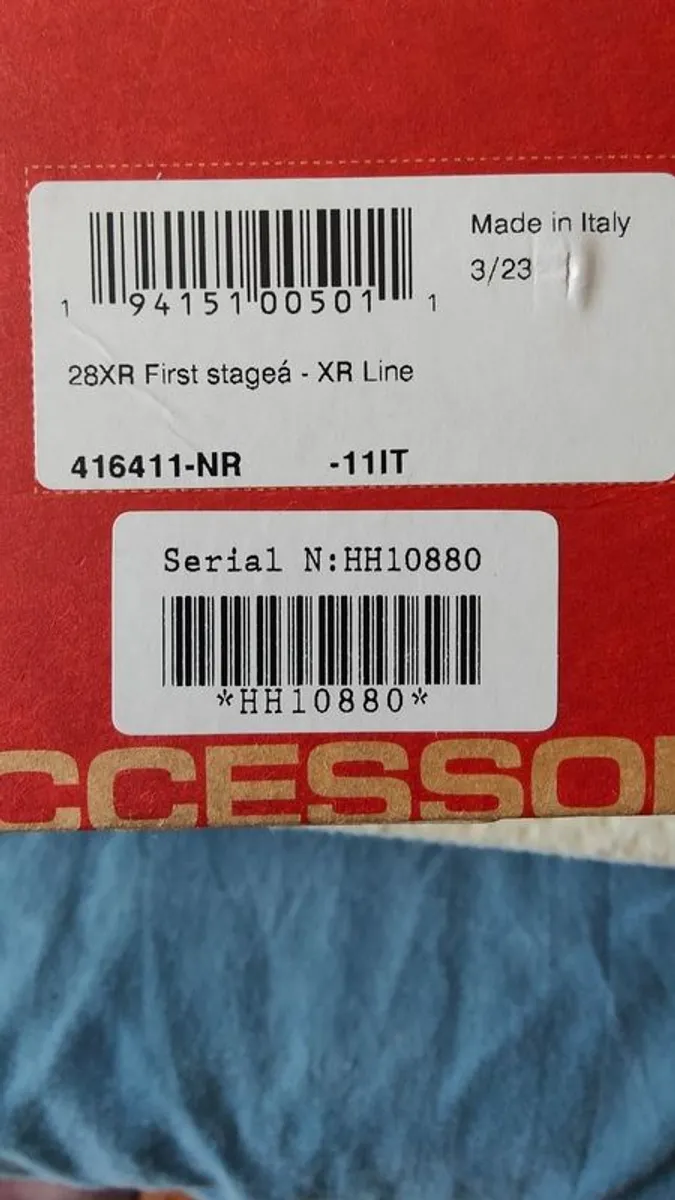 Made in Italy
3/23
1 94151 00501 1
28XR First stageá - XR Line
416411-NR -11IT
Serial N:HH10880
*HH10880*
CCESSO